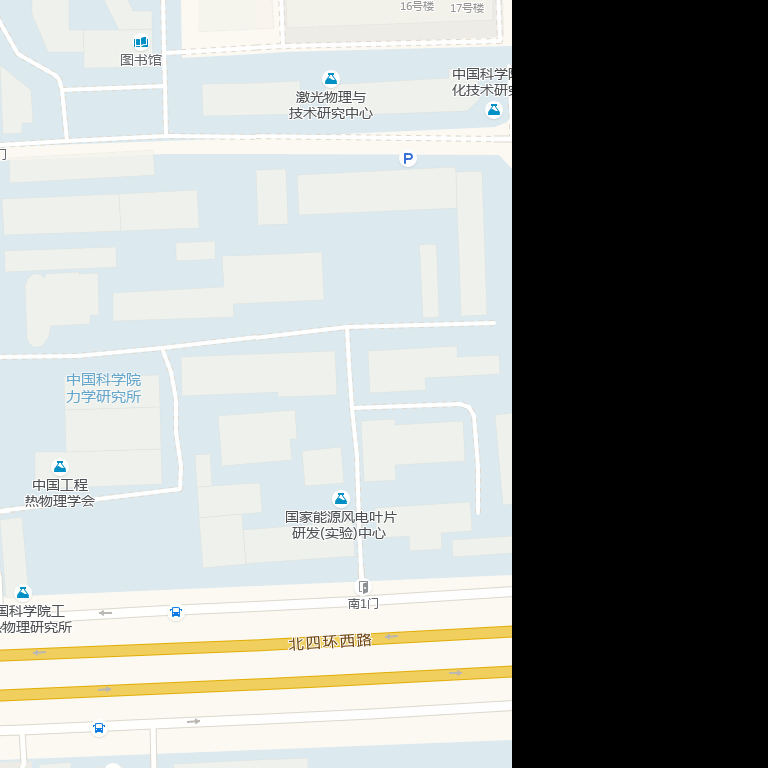 16号楼
17号楼
图书馆
中国科学院
化技术研究
激光物理与
技术研究中心
门
P
中国科学院
力学研究所
中国工程
热物理学会
国家能源风电叶片
研发(实验)中心
南1门
国科学院工
物理研究所
北四环西路